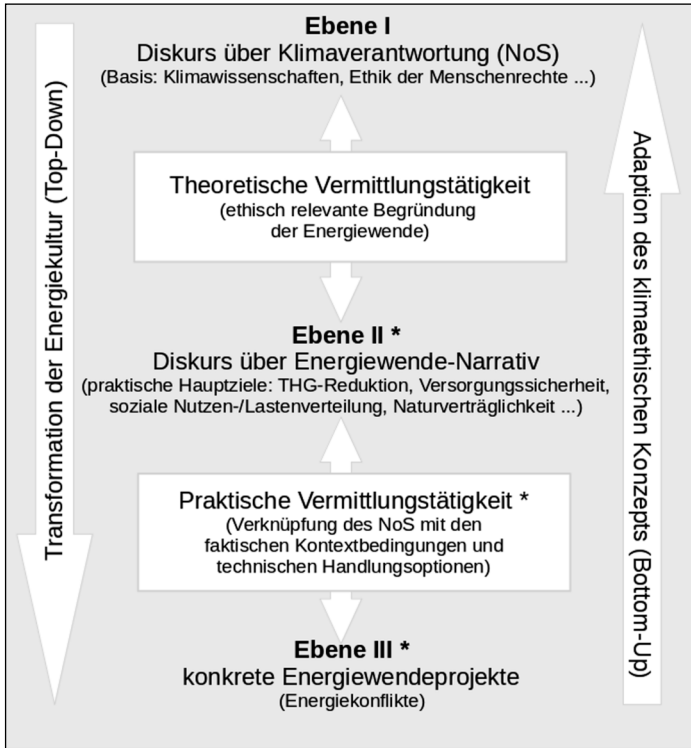 Ebene I
Diskurs über Klimaverantwortung (NoS)
(Basis: Klimawissenschaften, Ethik der Menschenrechte ...)
Transformation der Energiekultur (Top-Down)
Adaption des klimaethischen Konzepts (Bottom-Up)
Theoretische Vermittlungstätigkeit
(ethisch relevante Begründung
der Energiewende)
Ebene II *
Diskurs über Energiewende-Narrativ
(praktische Hauptziele: THG-Reduktion, Versorgungssicherheit,
soziale Nutzen-/Lastenverteilung, Naturverträglichkeit ...)
Praktische Vermittlungstätigkeit *
(Verknüpfung des NoS mit den
faktischen Kontextbedingungen und
technischen Handlungsoptionen)
Ebene III *
konkrete Energiewendeprojekte
(Energiekonflikte)